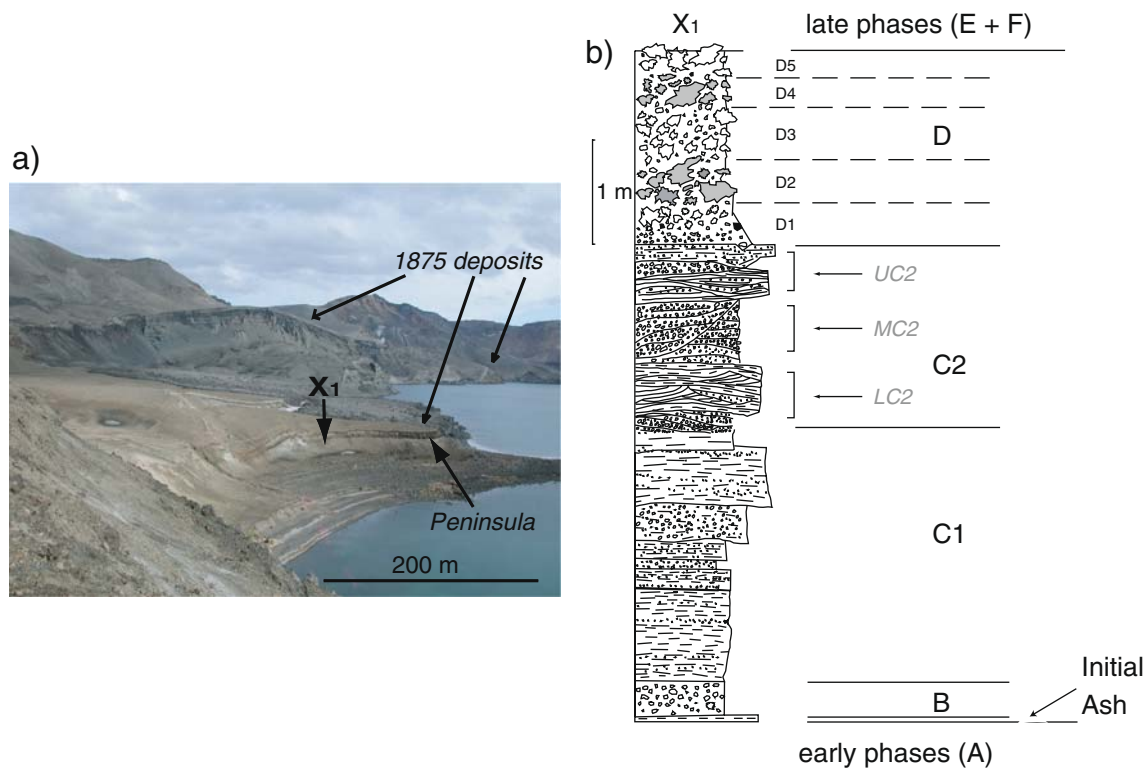 a)
1875 deposits
X1
Peninsula
200 m
b)
X1
late phases (E + F)
1 m
D5
D4
D3
D2
D1
D
UC2
MC2
LC2
C2
C1
B
Initial
Ash
early phases (A)